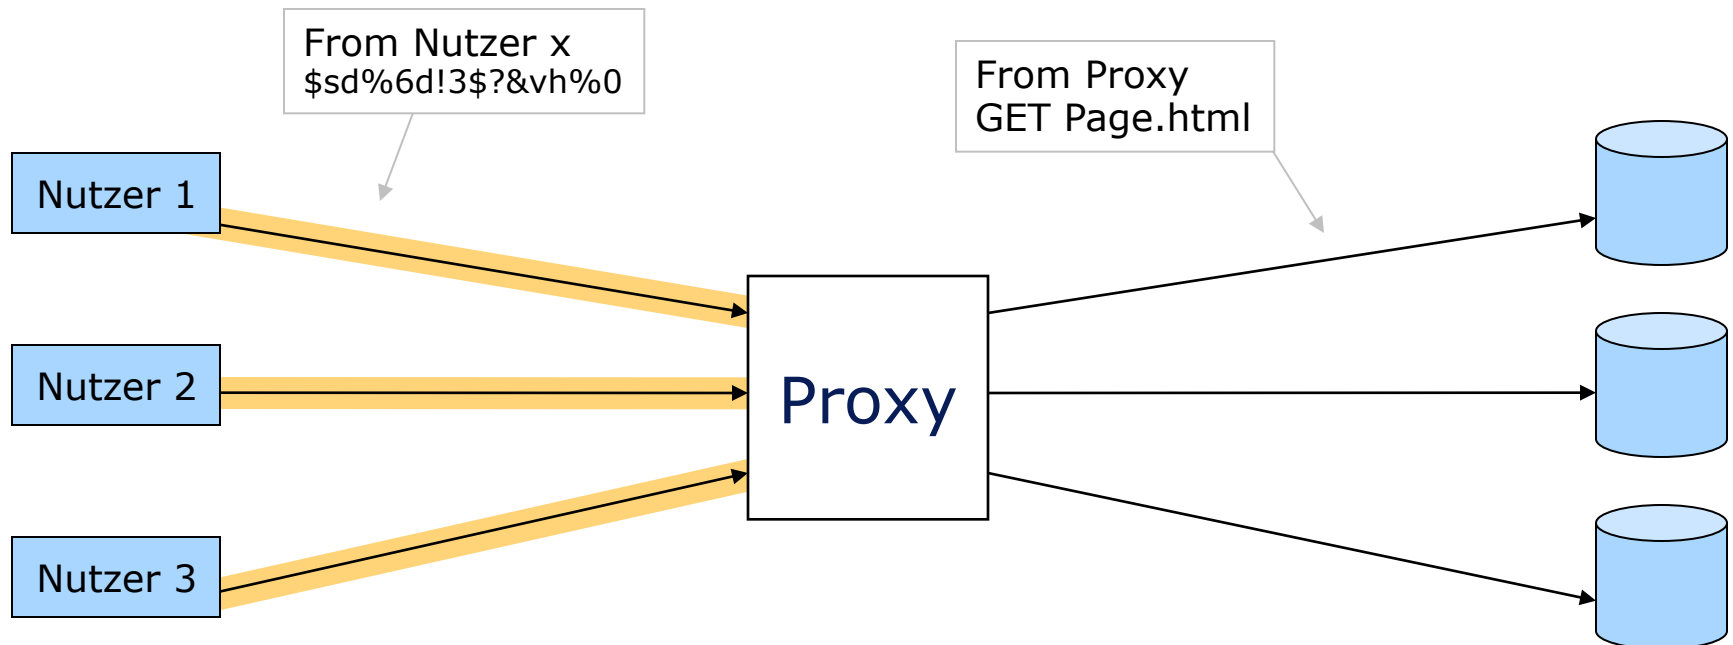 From Nutzer x
$sd%6d!3$?&vh%0
From Proxy
GET Page.html
Nutzer 1
Nutzer 2
Proxy
Nutzer 3